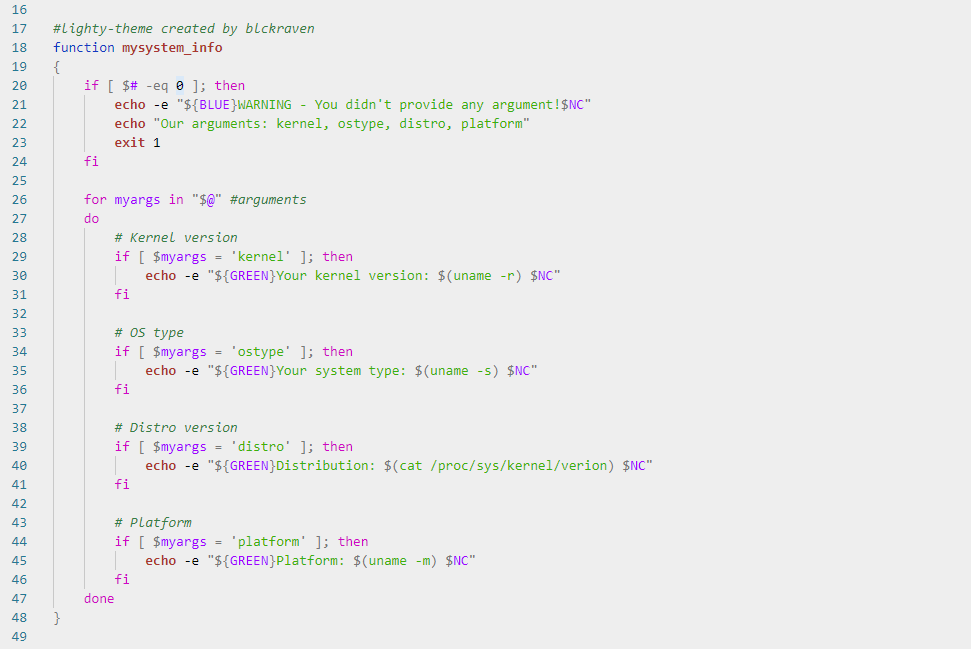 16
17 #lighty-theme created by blckraven
18 function mysystem_info
19 {
20 if [ $# -eq 0 ]; then
21 echo -e "${BLUE}WARNING - You didn't provide any argument!$NC"
22 echo "Our arguments: kernel, ostype, distro, platform"
23 exit 1
24 fi
25
26 for myargs in "$@" #arguments
27 do
28 # Kernel version
29 if [ $myargs = 'kernel' ]; then
30 echo -e "${GREEN}Your kernel version: $(uname -r) $NC"
31 fi
32
33 # OS type
34 if [ $myargs = 'ostype' ]; then
35 echo -e "${GREEN}Your system type: $(uname -s) $NC"
36 fi
37
38 # Distro version
39 if [ $myargs = 'distro' ]; then
40 echo -e "${GREEN}Distribution: $(cat /proc/sys/kernel/verion) $NC"
41 fi
42
43 # Platform
44 if [ $myargs = 'platform' ]; then
45 echo -e "${GREEN}Platform: $(uname -m) $NC"
46 fi
47 done
48 }
49